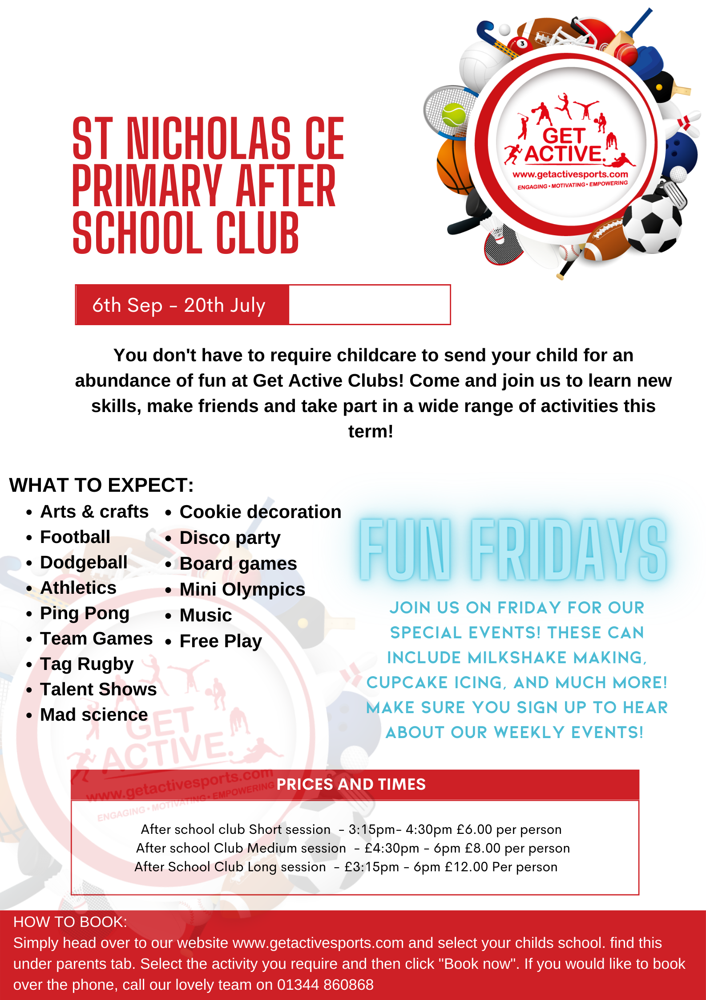 3
GET
ACTIVE.
www.getactivesports.com
ENGAGING • MOTIVATING • EMPOWERING
ST NICHOLAS CE
PRIMARY AFTER
SCHOOL CLUB
6th Sep - 20th July
You don't have to require childcare to send your child for an
abundance of fun at Get Active Clubs! Come and join us to learn new
skills, make friends and take part in a wide range of activities this
term!
WHAT TO EXPECT:
• Arts & crafts
• Football
• Dodgeball
• Athletics
• Ping Pong
• Team Games
• Tag Rugby
• Talent Shows
• Mad science
• Cookie decoration
• Disco party
• Board games
• Mini Olympics
• Music
• Free Play
FUN FRIDAYS
JOIN US ON FRIDAY FOR OUR
SPECIAL EVENTS! THESE CAN
INCLUDE MILKSHAKE MAKING,
CUPCAKE ICING, AND MUCH MORE!
MAKE SURE YOU SIGN UP TO HEAR
ABOUT OUR WEEKLY EVENTS!
GET
ACTIVE.
www.getactivesports.com
ENGAGING • MOTIVATING • EMPOWERING
PRICES AND TIMES
After school club Short session - 3:15pm- 4:30pm £6.00 per person
After school Club Medium session - £4:30pm - 6pm £8.00 per person
After School Club Long session - £3:15pm - 6pm £12.00 Per person
HOW TO BOOK:
Simply head over to our website www.getactivesports.com and select your childs school. find this
under parents tab. Select the activity you require and then click "Book now". If you would like to book
over the phone, call our lovely team on 01344 860868